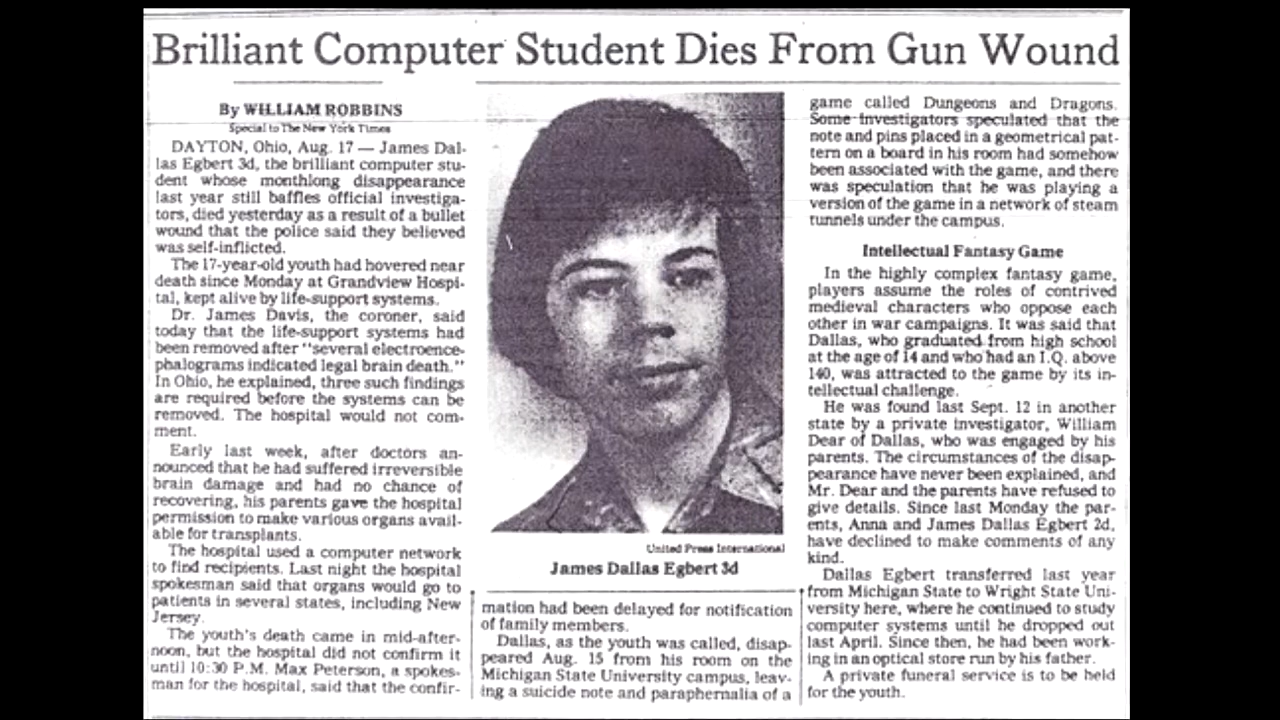 Brilliant Computer Student Dies From Gun Wound
By WILLIAM ROBBINS
Special to The New York Times
DAYTON, Ohio, Aug. 17 — James Dal-
las Egbert 3d, the brilliant computer stu-
dent whose monthlong disappearance
last year still baffles official investiga-
tors, died yesterday as a result of a bullet
wound that the police said they believed
was self-inflicted.
The 17-year-old youth had hovered near
death since Monday at Grandview Hospi-
tal, kept alive by life-support systems.
Dr. James Davis, the coroner, said
today that the life-support systems had
been removed after "several electroence-
phalograms indicated legal brain death."
In Ohio, he explained, three such findings
are required before the systems can be
removed. The hospital would not com-
ment.
Early last week, after doctors an-
nounced that he had suffered irreversible
brain damage and had no chance of
recovering, his parents gave the hospital
permission to make various organs avail-
able for transplants.
The hospital used a computer network
to find recipients. Last night the hospital
spokesman said that organs would go to
patients in several states, including New
Jersey.
The youth's death came in mid-after-
noon, but the hospital did not confirm it
until 10:30 P.M. Max Peterson, a spokes-
man for the hospital, said that the confir-
United Press International
James Dallas Egbert 3d
mation had been delayed for notification
of family members.
Dallas, as the youth was called, disap-
peared Aug. 15 from his room on the
Michigan State University campus, leav-
ing a suicide note and paraphernalia of a
game called Dungeons and Dragons.
Some investigators speculated that the
note and pins placed in a geometrical pat-
tern on a board in his room had somehow
been associated with the game, and there
was speculation that he was playing a
version of the game in a network of steam
tunnels under the campus.
Intellectual Fantasy Game
In the highly complex fantasy game,
players assume the roles of contrived
medieval characters who oppose each
other in war campaigns. It was said that
Dallas, who graduated from high school
at the age of 14 and who had an I.Q. above
140, was attracted to the game by its in-
tellectual challenge.
He was found last Sept. 12 in another
state by a private investigator, William
Dear of Dallas, who was engaged by his
parents. The circumstances of the disap-
pearance have never been explained, and
Mr. Dear and the parents have refused to
give details. Since last Monday the par-
ents, Anna and James Dallas Egbert 2d,
have declined to make comments of any
kind.
Dallas Egbert transferred last year
from Michigan State to Wright State Uni-
versity here, where he continued to study
computer systems until he dropped out
last April. Since then, he had been work-
ing in an optical store run by his father.
A private funeral service is to be held
for the youth.